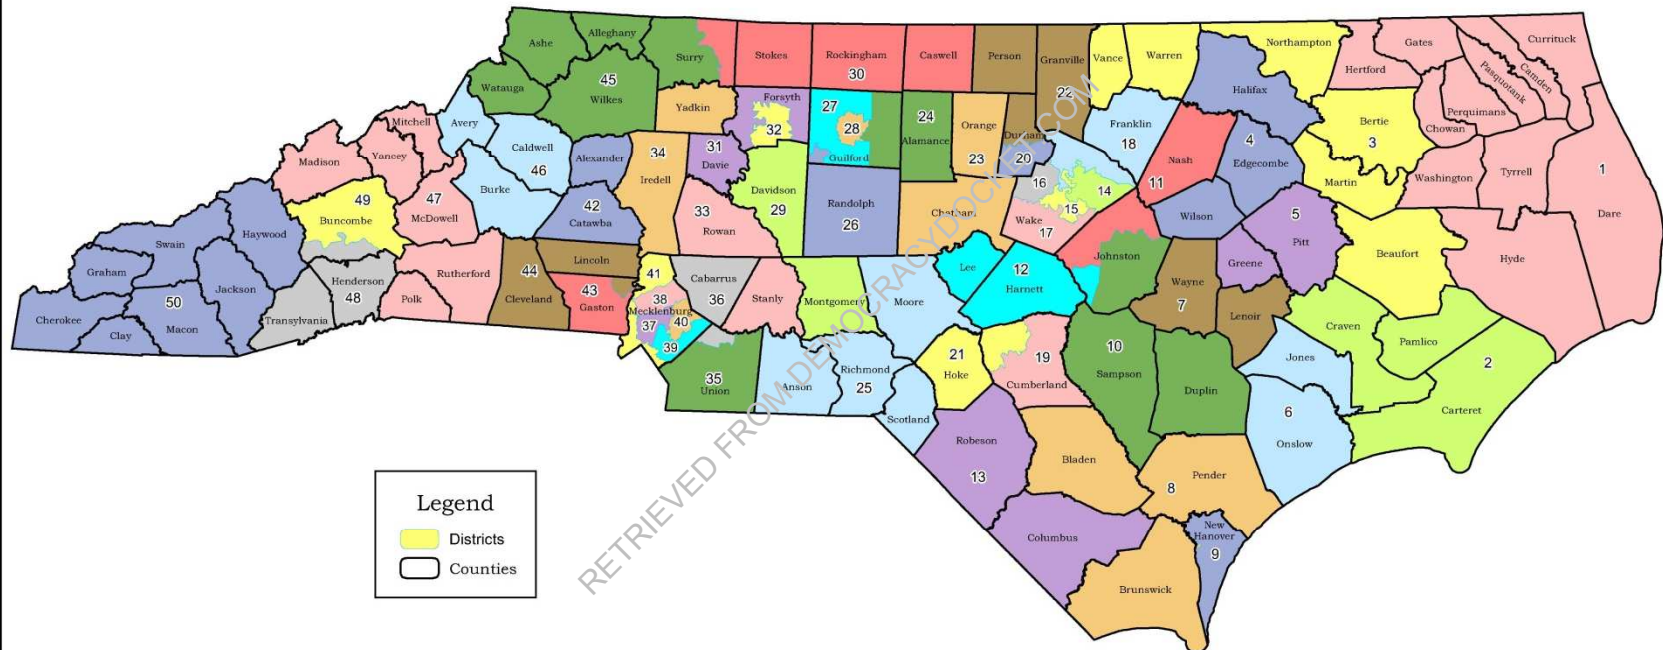 Ashe
Alleghany
Surry
Stokes
Rockingham
30
Caswell
Person
Granville
22
Vance
Warren
Northampton
Gates
Currituck
Hertford
Camden
Pasquotank
Perquimans
Chowan
Halifax
Bertie
3
Watauga
45
Wilkes
Yadkin
Forsyth
32
27
28
Guilford
24
Alamance
Orange
23
Durham
20
Franklin
18
Nash
11
4
Edgecombe
Martin
Washington
Tyrrell
1
Dare
Mitchell
Avery
Caldwell
46
Alexander
34
Iredell
31
Davie
Davidson
29
Randolph
26
Chatham
16
14
15
Wake
17
Wilson
5
Pitt
Greene
Beaufort
Hyde
Madison
Yancey
Burke
42
Catawba
33
Rowan
49
Buncombe
47
McDowell
Swain
Haywood
Graham
Jackson
Cherokee
50
Macon
Clay
Henderson
48
Transylvania
Rutherford
Polk
44
Cleveland
Lincoln
43
Gaston
41
38
Mecklenburg
37
40
39
Cabarrus
36
Stanly
Montgomery
Moore
Lee
12
Harnett
Johnston
Wayne
7
Lenoir
Craven
Pamlico
2
Carteret
Jones
6
Onslow
35
Union
Anson
Richmond
25
Scotland
21
Hoke
19
Cumberland
10
Sampson
Duplin
Robeson
13
Bladen
8
Pender
Columbus
New
Hanover
9
Brunswick
Legend
Districts
Counties
RETRIEVED FROM DEMOCRACYDOCKET.COM